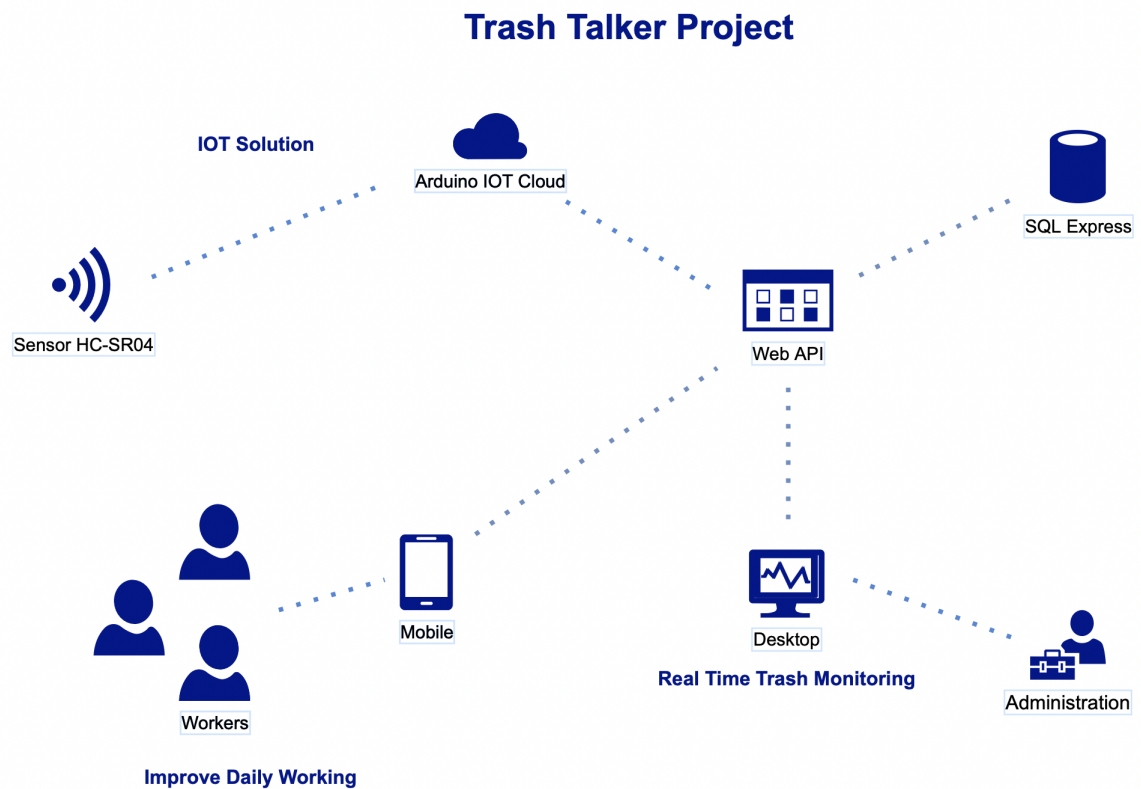 Trash Talker Project
IOT Solution
Arduino IOT Cloud
SQL Express
Sensor HC-SR04
Web API
Mobile
Desktop
Real Time Trash Monitoring
Administration
Workers
Improve Daily Working